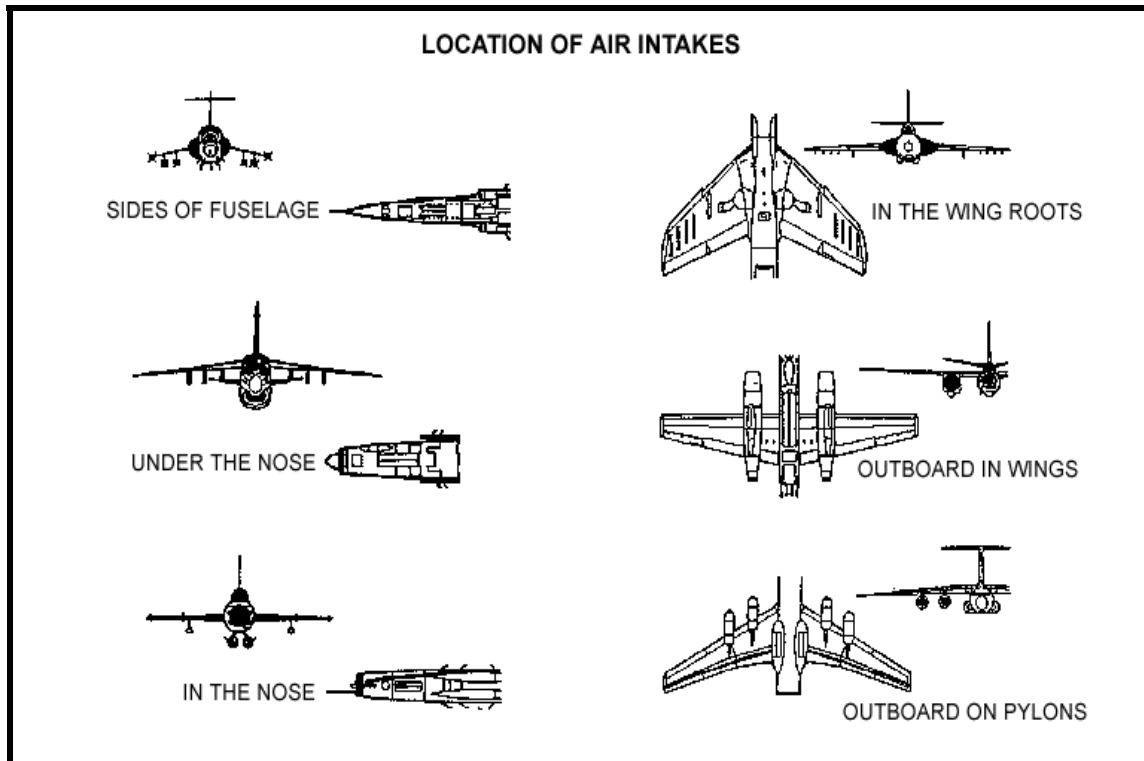 LOCATION OF AIR INTAKES
SIDES OF FUSELAGE
UNDER THE NOSE
IN THE NOSE
IN THE WING ROOTS
OUTBOARD IN WINGS
OUTBOARD ON PYLONS